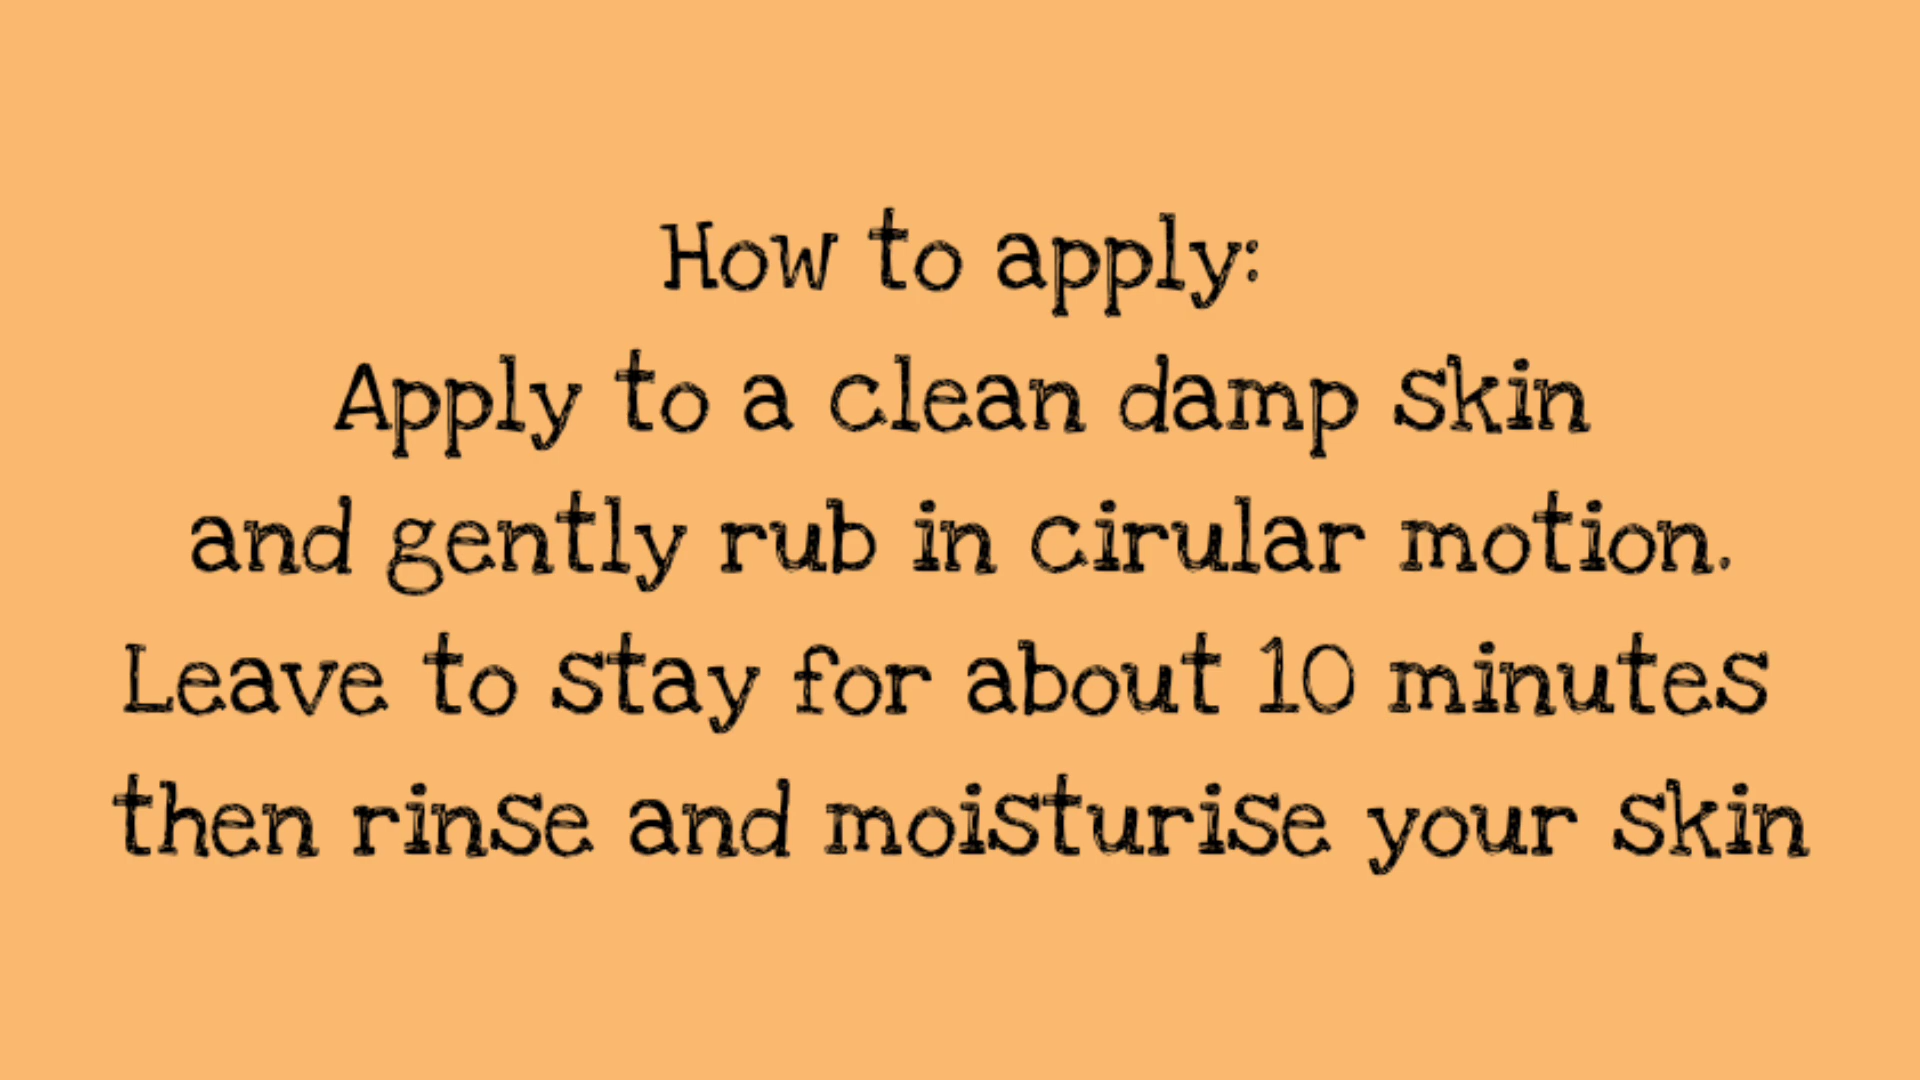 How to apply:
Apply to a clean damp skin
and gently rub in cirular motion.
Leave to stay for about 10 minutes
then rinse and moisturise your skin